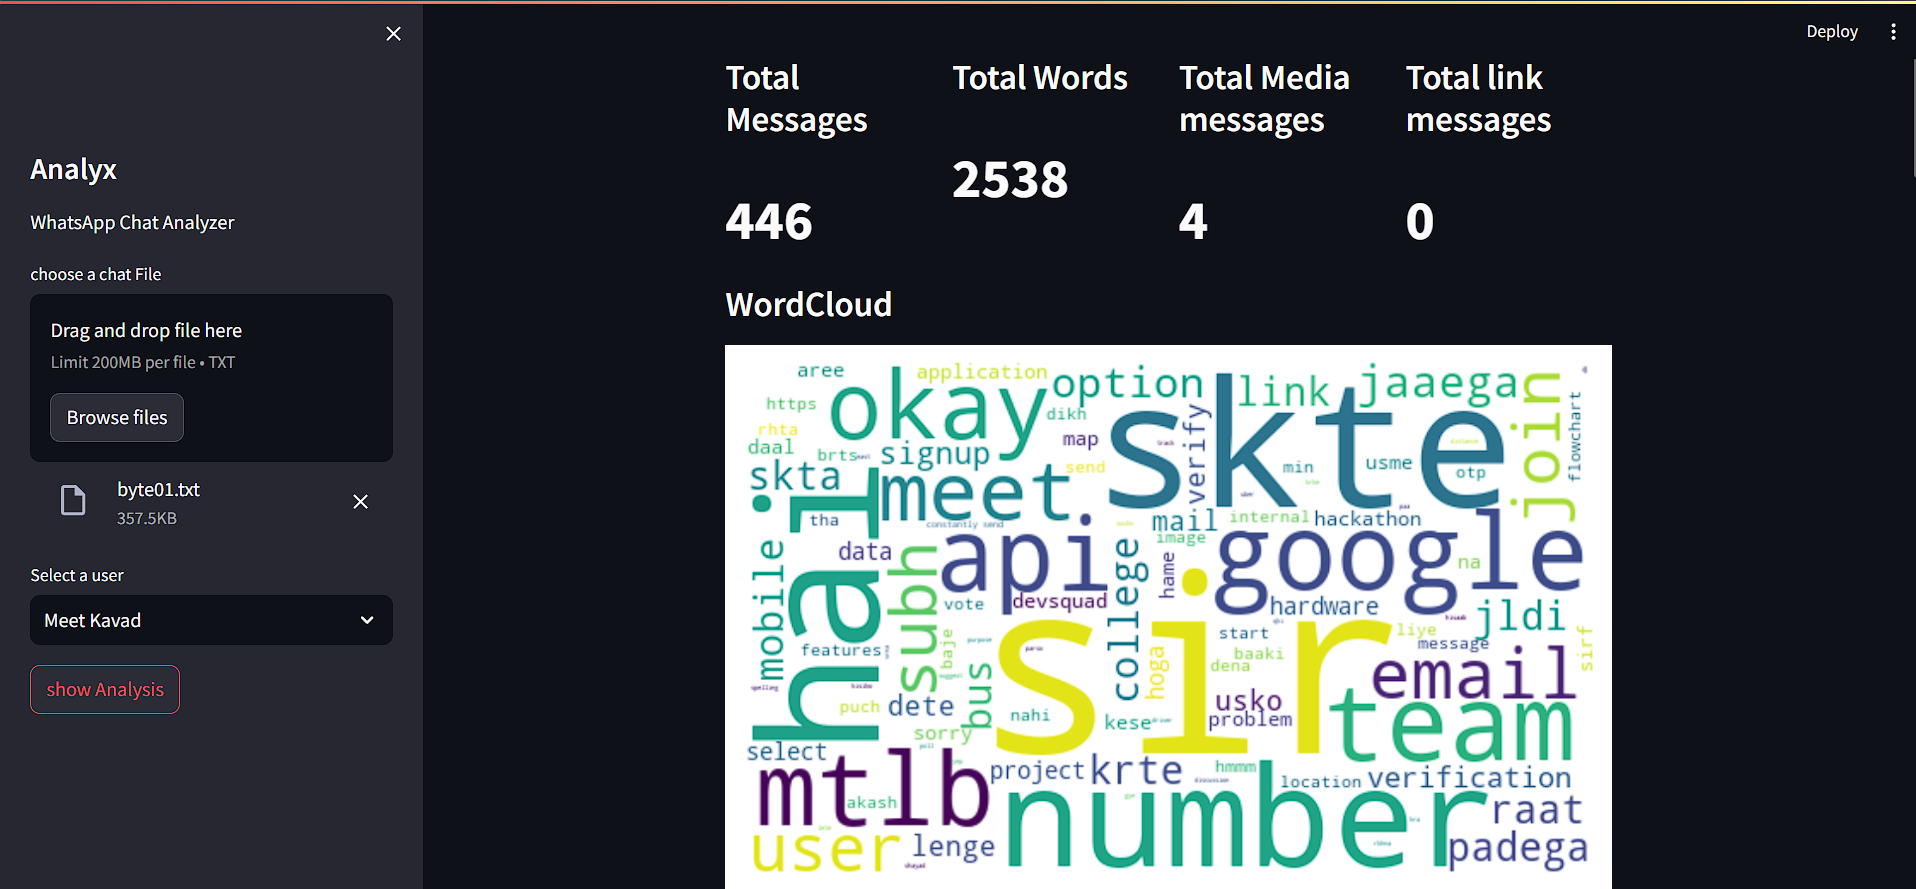 Deploy
Analyx
WhatsApp Chat Analyzer
choose a chat File
Drag and drop file here
Limit 200MB per file • TXT
Browse files
byte01.txt
357.5KB
Select a user
Meet Kavad
show Analysis
Total Messages
446
Total Words
2538
Total Media messages
4
Total link messages
0
WordCloud
aree
application
option
link
jaaega
join
flowchart
https
okay
dikh
skte
rhta
map
verify
daal
brts
signup
send
min
usme
otp
skta
meet
hai
tha
constantly send
mail
internal
hackathon
google
image
na
data
api
college
hame
mobile
subh
vote
devsquad
hardware
jldi
start
liye
message
sirf
features
baje
purpose
sir
hoga
baaki
dena
email
puch
dete
bus
nahi
kese
usko
problem
team
sorry
select
mtlb
project
krte
hmmm
location
verification
akash
number
raat
user
lenge
padega